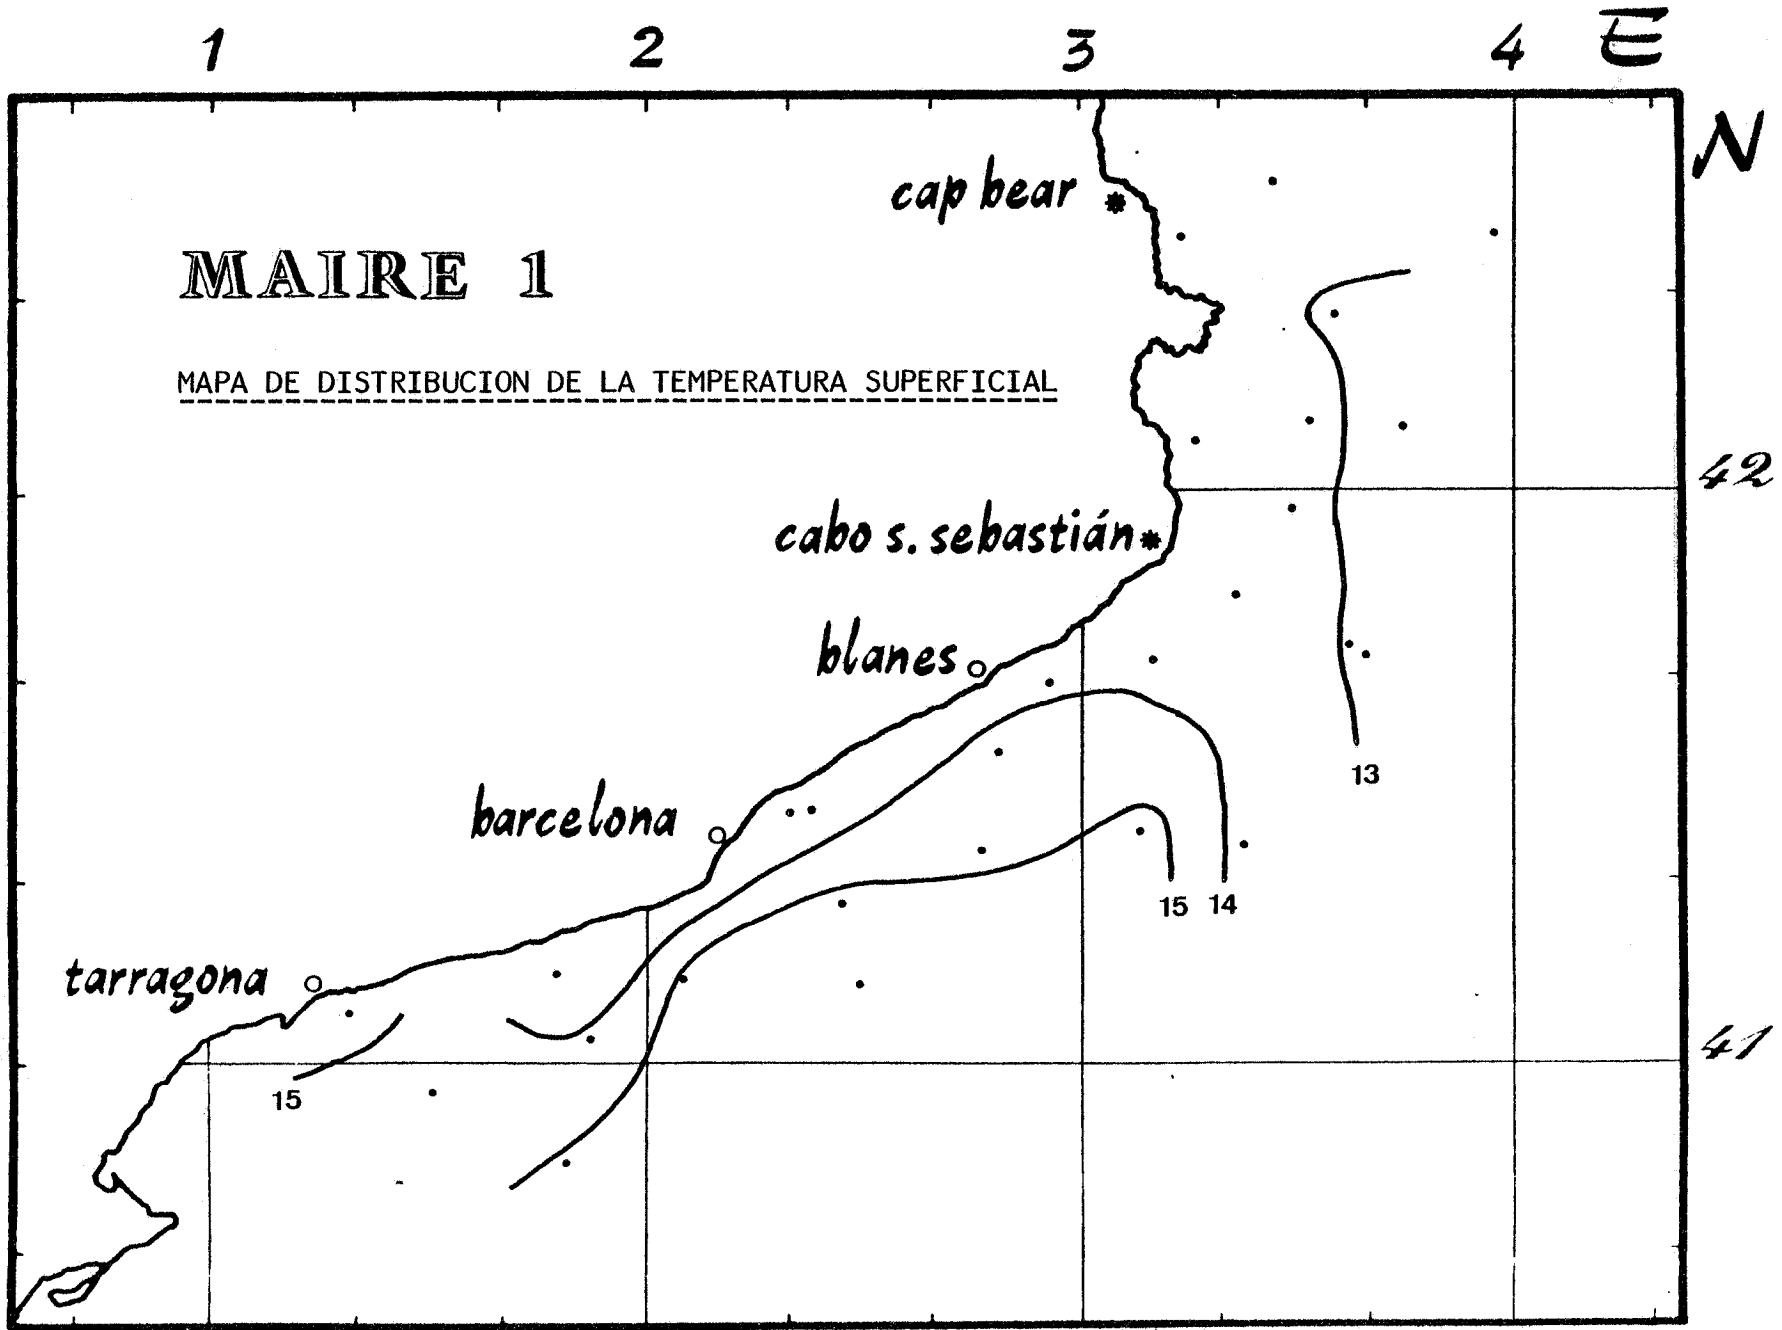 1 2 3 4 E
N
cap bear
MAIRE 1
MAPA DE DISTRIBUCION DE LA TEMPERATURA SUPERFICIAL
42
cabo s. sebastián
blanes
13
barcelona
15 14
tarragona
41
15